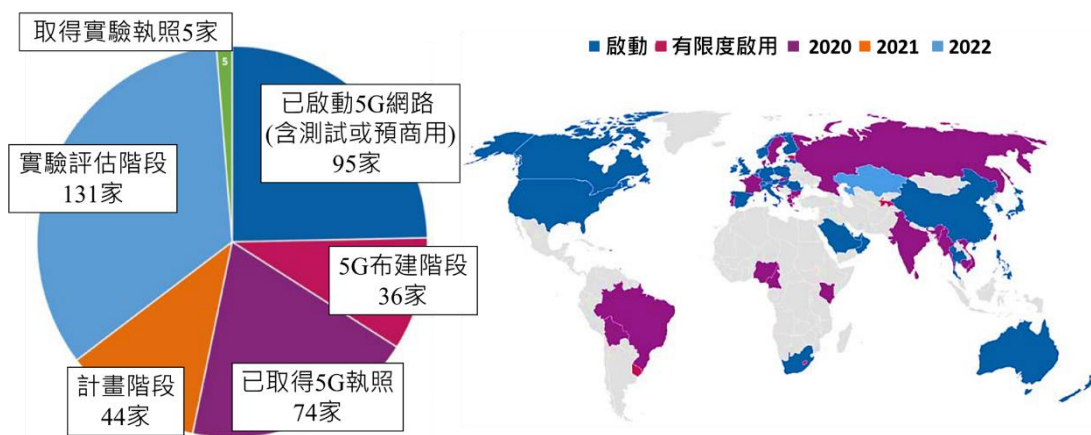 取得實驗執照5家
5
已啟動5G網路
(含測試或預商用)
95家
實驗評估階段
131家
5G布建階段
36家
計畫階段
44家
已取得5G執照
74家
啟動 有限度啟用 2020 2021 2022